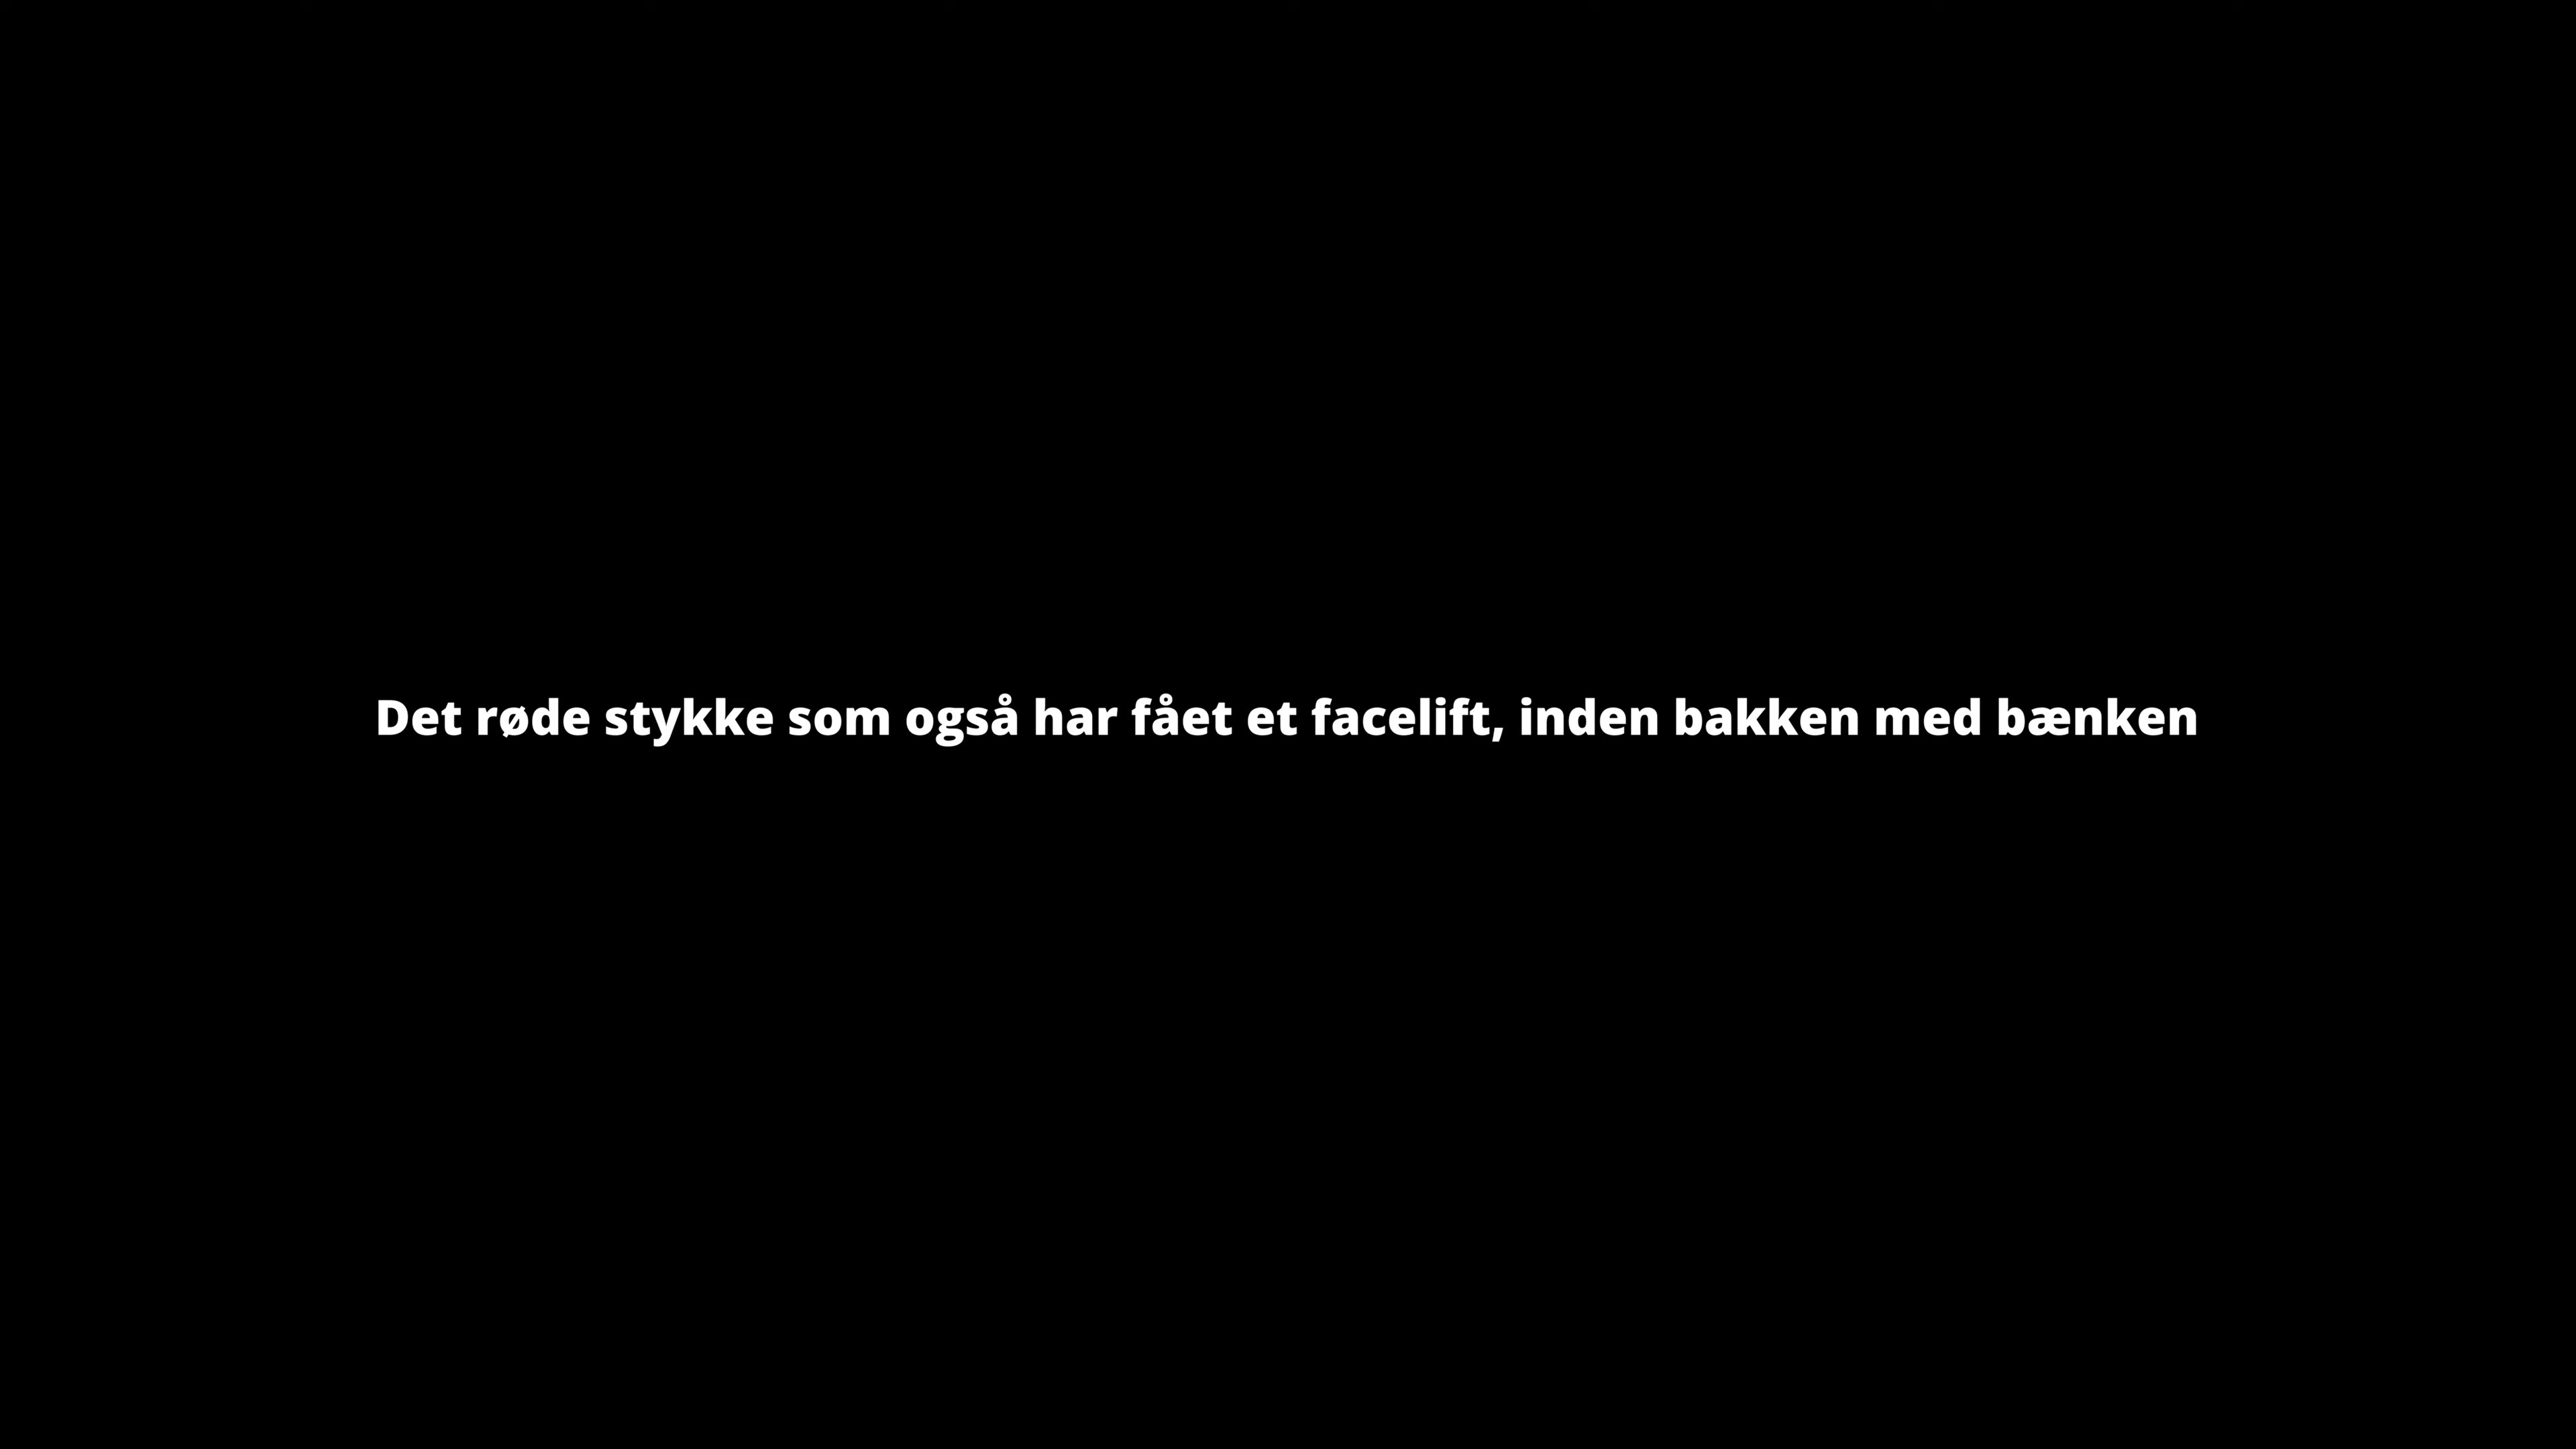 Det røde stykke som også har fået et facelift, inden bakken med bænken